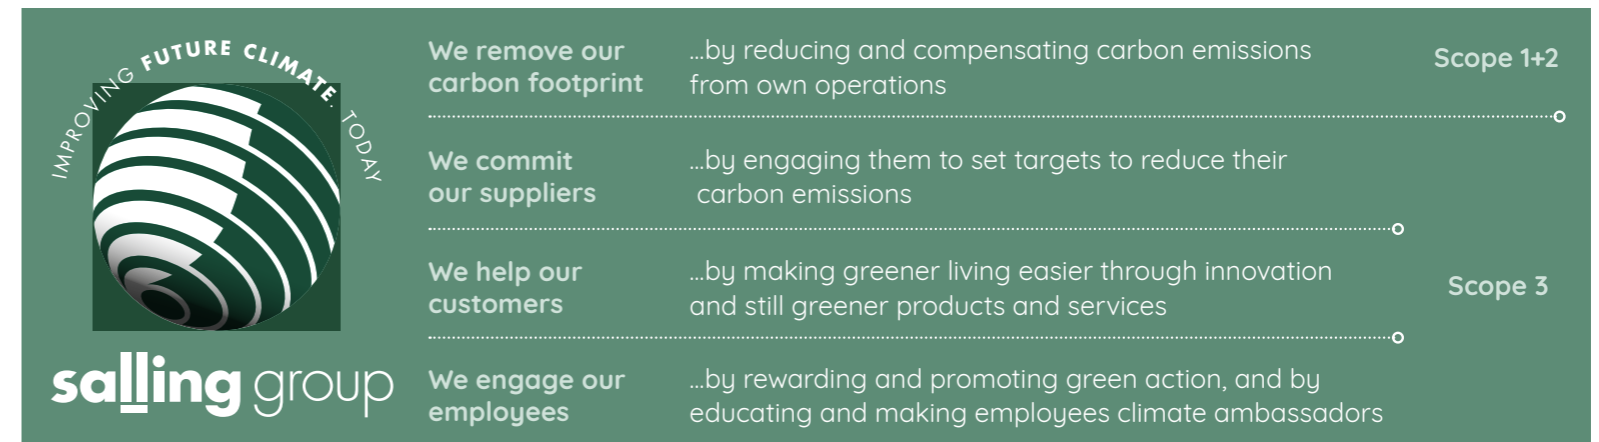 IMPROVING FUTURE CLIMATE. TODAY
salling group
We remove our
carbon footprint
...by reducing and compensating carbon emissions
from own operations
Scope 1+2
We commit
our suppliers
...by engaging them to set targets to reduce their
carbon emissions
We help our
customers
...by making greener living easier through innovation
and still greener products and services
Scope 3
We engage our
employees
...by rewarding and promoting green action, and by
educating and making employees climate ambassadors